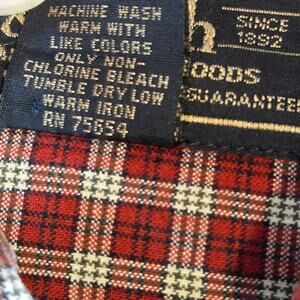 MACHINE WASH
WARM WITH
LIKE COLORS
ONLY NON-
CHLORINE BLEACH
TUMBLE DRY LOW
WARM IRON
RN 75654
SINCE
1892
GOODS
GUARANTEE